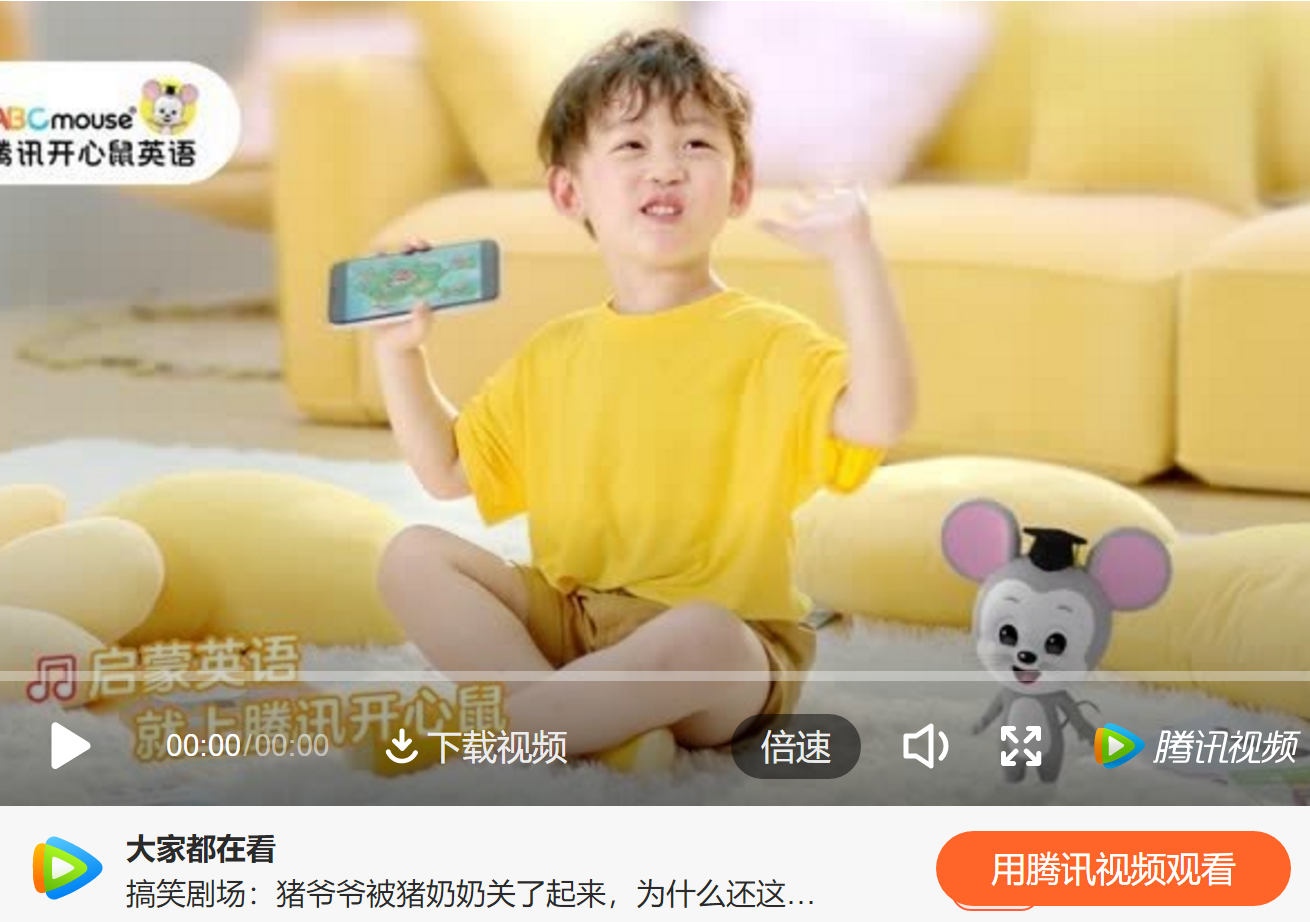 ABCmouse
腾讯开心鼠英语
启蒙英语
就上腾讯开心鼠
00:00/00:00
下载视频
倍速
腾讯视频
大家都在看
搞笑剧场：猪爷爷被猪奶奶关了起来，为什么还这…
用腾讯视频观看